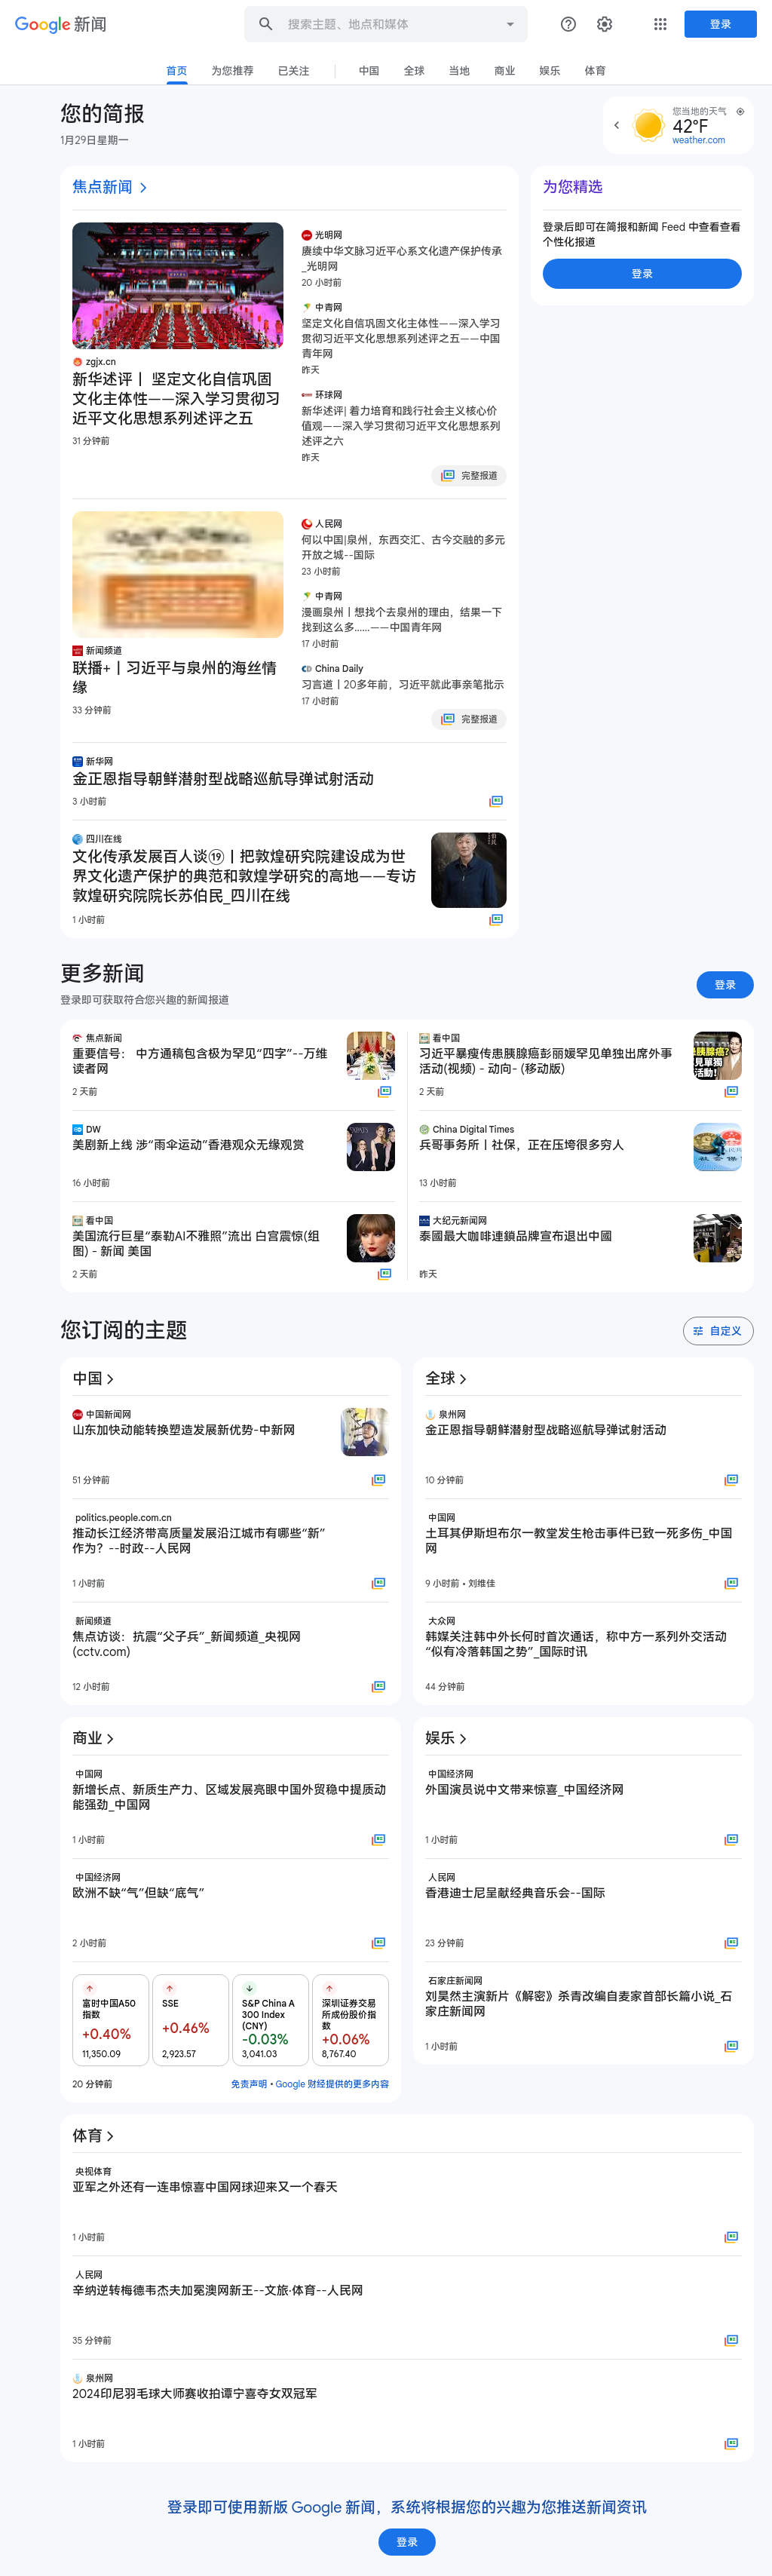 Google 新闻
搜索主题、地点和媒体
登录
首页
为您推荐
已关注
中国
全球
当地
商业
娱乐
体育
您的简报
1月29日星期一
您当地的天气
42°F
weather.com
焦点新闻
zgjx.cn
新华述评丨 坚定文化自信巩固
文化主体性——深入学习贯彻习
近平文化思想系列述评之五
31 分钟前
光明网
赓续中华文脉习近平心系文化遗产保护传承
_光明网
20 小时前
中青网
坚定文化自信巩固文化主体性——深入学习
贯彻习近平文化思想系列述评之五——中国
青年网
昨天
环球网
新华述评| 着力培育和践行社会主义核心价
值观——深入学习贯彻习近平文化思想系列
述评之六
昨天
完整报道
新闻频道
联播+丨习近平与泉州的海丝情
缘
33 分钟前
人民网
何以中国|泉州，东西交汇、古今交融的多元
开放之城--国际
23 小时前
中青网
漫画泉州丨想找个去泉州的理由，结果一下
找到这么多……——中国青年网
17 小时前
China Daily
习言道丨20多年前，习近平就此事亲笔批示
17 小时前
完整报道
新华网
金正恩指导朝鲜潜射型战略巡航导弹试射活动
3 小时前
四川在线
文化传承发展百人谈⑲丨把敦煌研究院建设成为世
界文化遗产保护的典范和敦煌学研究的高地——专访
敦煌研究院院长苏伯民_四川在线
1 小时前
为您精选
登录后即可在简报和新闻 Feed 中查看查看
个性化报道
登录
更多新闻
登录即可获取符合您兴趣的新闻报道
登录
焦点新闻
重要信号： 中方通稿包含极为罕见“四字”--万维
读者网
2 天前
DW
美剧新上线 涉“雨伞运动”香港观众无缘观赏
16 小时前
看中国
美国流行巨星“泰勒AI不雅照”流出 白宫震惊(组
图) - 新闻 美国
2 天前
看中国
习近平暴瘦传患胰腺癌彭丽媛罕见单独出席外事
活动(视频) - 动向- (移动版)
2 天前
China Digital Times
兵哥事务所丨社保，正在压垮很多穷人
13 小时前
大纪元新闻网
泰國最大咖啡連鎖品牌宣布退出中國
昨天
您订阅的主题
自定义
中国
中国新闻网
山东加快动能转换塑造发展新优势-中新网
51 分钟前
politics.people.com.cn
推动长江经济带高质量发展沿江城市有哪些“新”
作为？--时政--人民网
1 小时前
新闻频道
焦点访谈：抗震“父子兵”_新闻频道_央视网
(cctv.com)
12 小时前
全球
泉州网
金正恩指导朝鲜潜射型战略巡航导弹试射活动
10 分钟前
中国网
土耳其伊斯坦布尔一教堂发生枪击事件已致一死多伤_中国
网
9 小时前 • 刘维佳
大众网
韩媒关注韩中外长何时首次通话，称中方一系列外交活动
“似有冷落韩国之势”_国际时讯
44 分钟前
商业
中国网
新增长点、新质生产力、区域发展亮眼中国外贸稳中提质动
能强劲_中国网
1 小时前
中国经济网
欧洲不缺“气”但缺“底气”
2 小时前
富时中国A50
指数
+0.40%
11,350.09
SSE
+0.46%
2,923.57
S&P China A
300 Index
(CNY)
-0.03%
3,041.03
深圳证券交易
所成份股价指
数
+0.06%
8,767.40
20 分钟前
免责声明 • Google 财经提供的更多内容
娱乐
中国经济网
外国演员说中文带来惊喜_中国经济网
1 小时前
人民网
香港迪士尼呈献经典音乐会--国际
23 分钟前
石家庄新闻网
刘昊然主演新片《解密》杀青改编自麦家首部长篇小说_石
家庄新闻网
1 小时前
体育
央视体育
亚军之外还有一连串惊喜中国网球迎来又一个春天
1 小时前
人民网
辛纳逆转梅德韦杰夫加冕澳网新王--文旅·体育--人民网
35 分钟前
泉州网
2024印尼羽毛球大师赛收拍谭宁喜夺女双冠军
1 小时前
登录即可使用新版 Google 新闻，系统将根据您的兴趣为您推送新闻资讯
登录